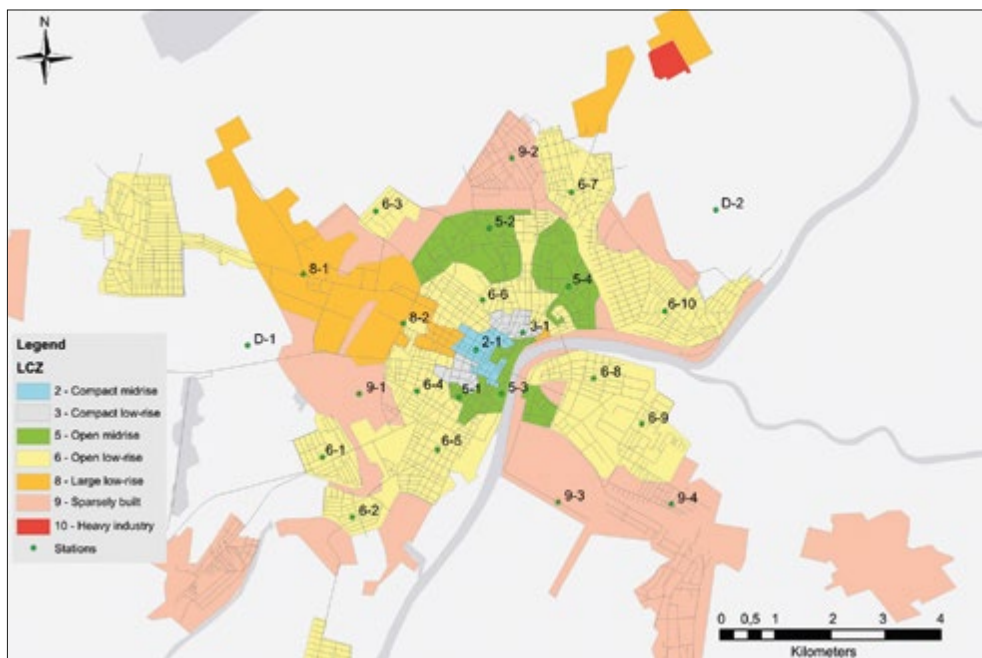 N
9-2
6-7
D-2
6-3
5-2
8-1
5-4
6-6
6-10
8-2
3-1
D-1
2-1
6-8
9-1
6-4
5-1
5-3
6-9
6-5
6-1
9-3
9-4
6-2
Legend
LCZ
2 - Compact midrise
3 - Compact low-rise
5 - Open midrise
6 - Open low-rise
8 - Large low-rise
9 - Sparsely built
10 - Heavy industry
Stations
0 0,5 1 2 3 4
Kilometers